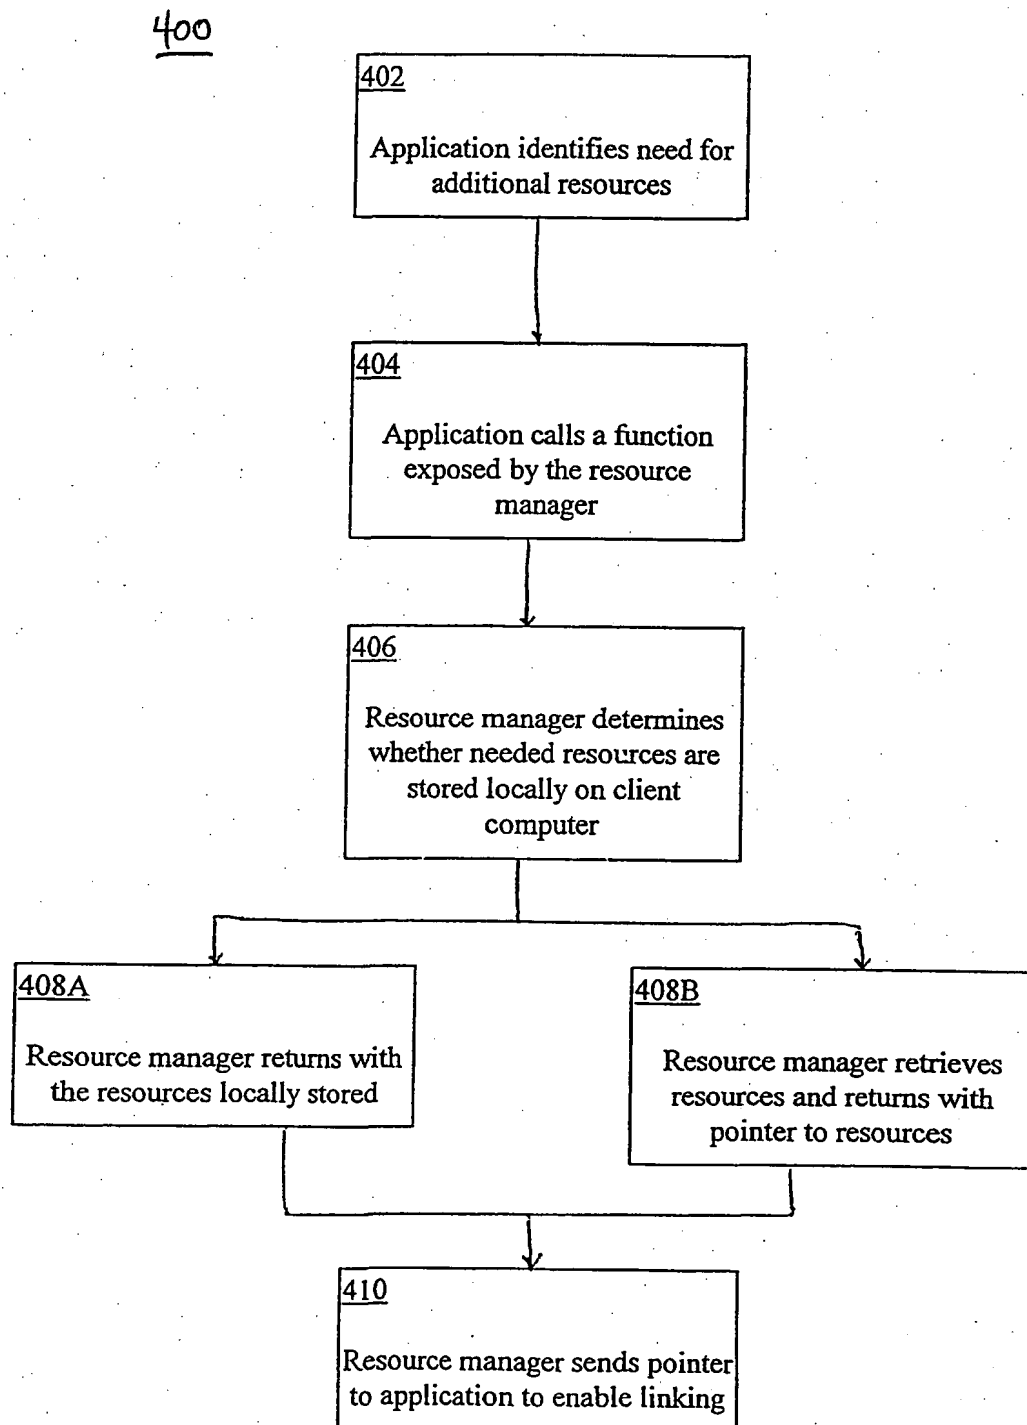 400
402
Application identifies need for
additional resources
404
Application calls a function
exposed by the resource
manager
406
Resource manager determines
whether needed resources are
stored locally on client
computer
408A
Resource manager returns with
the resources locally stored
408B
Resource manager retrieves
resources and returns with
pointer to resources
410
Resource manager sends pointer
to application to enable linking